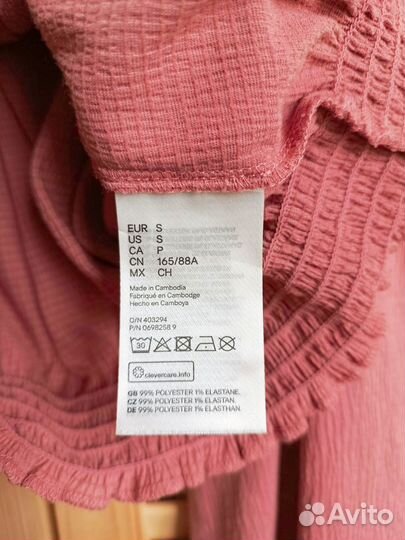 EUR S
US S
CA P
CN 165/88A
MX CH
Made in Cambodia
Fabriqué en Cambodge
Hecho en Camboya
O/N 403294
P/N 0698258 9
30
clevercare.info
GB 99% POLYESTER 1% ELASTANE.
CZ 99% POLYESTER 1% ELASTAN.
DE 99% POLYESTER 1% ELASTHAN.
Avito